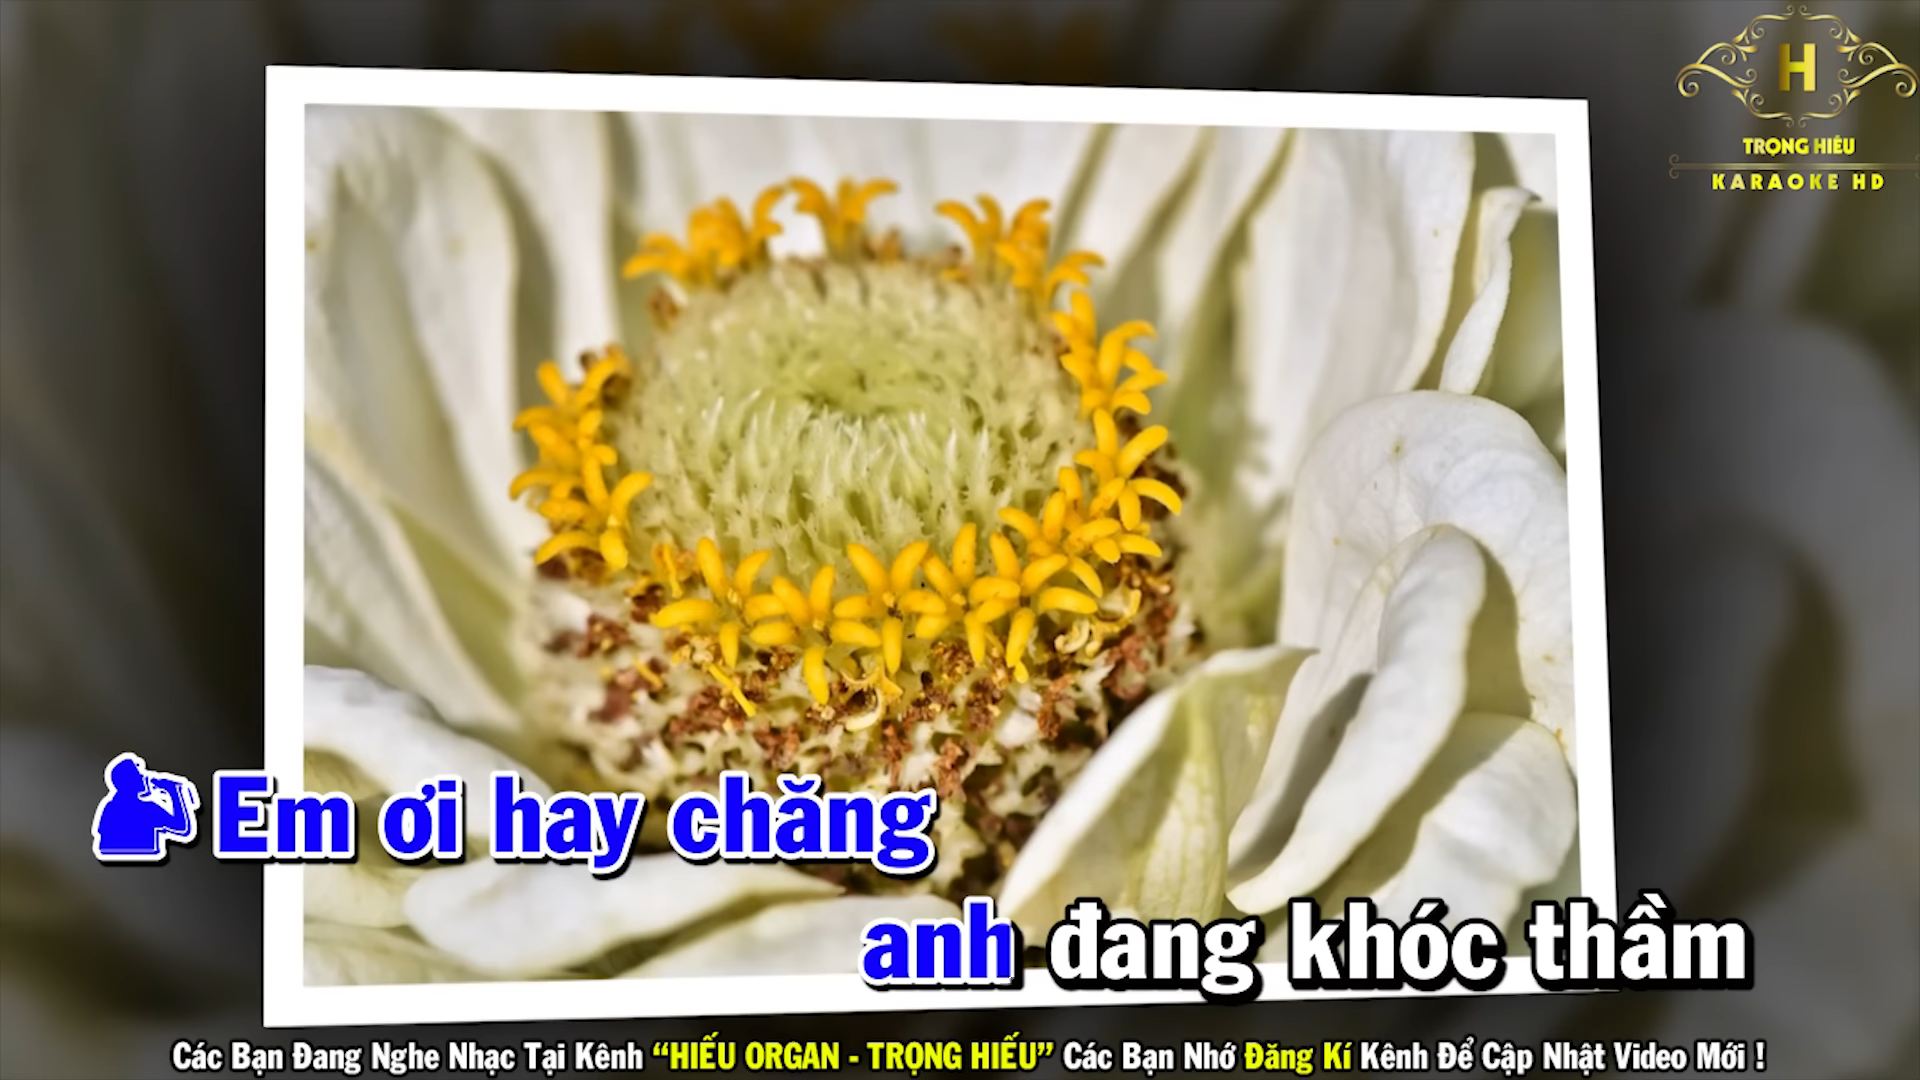 H
TRỌNG HIẾU
KARAOKE HD
Em ơi hay chăng
anh đang khóc thầm
Các Bạn Đang Nghe Nhạc Tại Kênh “HIẾU ORGAN - TRỌNG HIẾU” Các Bạn Nhớ Đăng Kí Kênh Để Cập Nhật Video Mới !